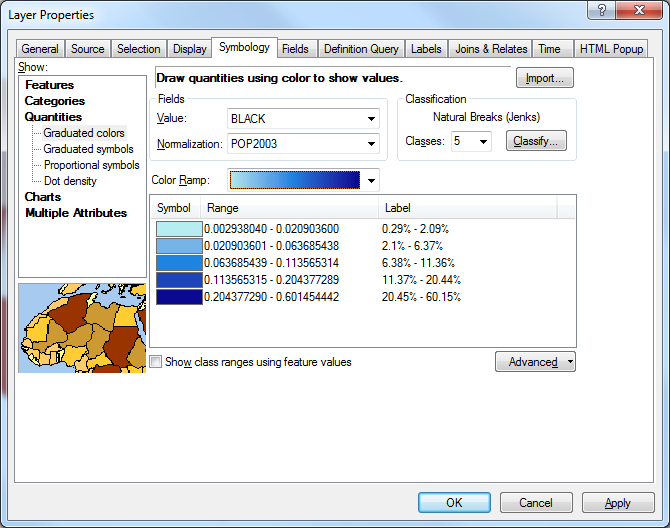 Layer Properties
General Source Selection Display Symbology Fields Definition Query Labels Joins & Relates Time HTML Popup
Show:
Features
Categories
Quantities
Graduated colors
Graduated symbols
Proportional symbols
Dot density
Charts
Multiple Attributes
Draw quantities using color to show values.
Import...
Fields
Value: BLACK
Normalization: POP2003
Classification
Natural Breaks (Jenks)
Classes: 5 Classify...
Color Ramp:
Symbol Range Label
0.002938040 - 0.020903600 0.29% - 2.09%
0.020903601 - 0.063685438 2.1% - 6.37%
0.063685439 - 0.113565314 6.38% - 11.36%
0.113565315 - 0.204377289 11.37% - 20.44%
0.204377290 - 0.601454442 20.45% - 60.15%
Show class ranges using feature values
Advanced
OK Cancel Apply